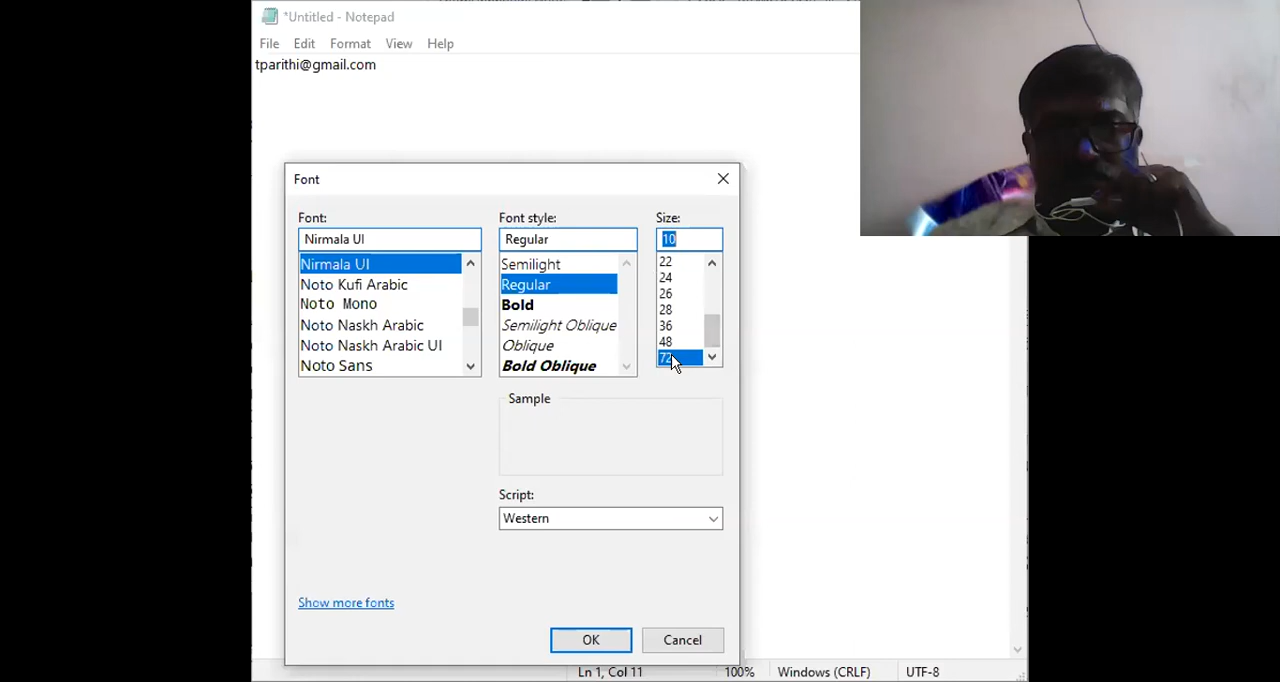 *Untitled - Notepad
File Edit Format View Help
tparithi@gmail.com
Font
Font: Font style: Size:
Nirmala UI Regular 10
Nirmala UI Semilight 22
Noto Kufi Arabic Regular 24
Noto Mono Bold 26
Noto Naskh Arabic Semilight Oblique 28
Noto Naskh Arabic UI Oblique 36
Noto Sans Bold Oblique 48
72
Sample
Script:
Western
Show more fonts
OK Cancel
Ln 1, Col 11 100% Windows (CRLF) UTF-8